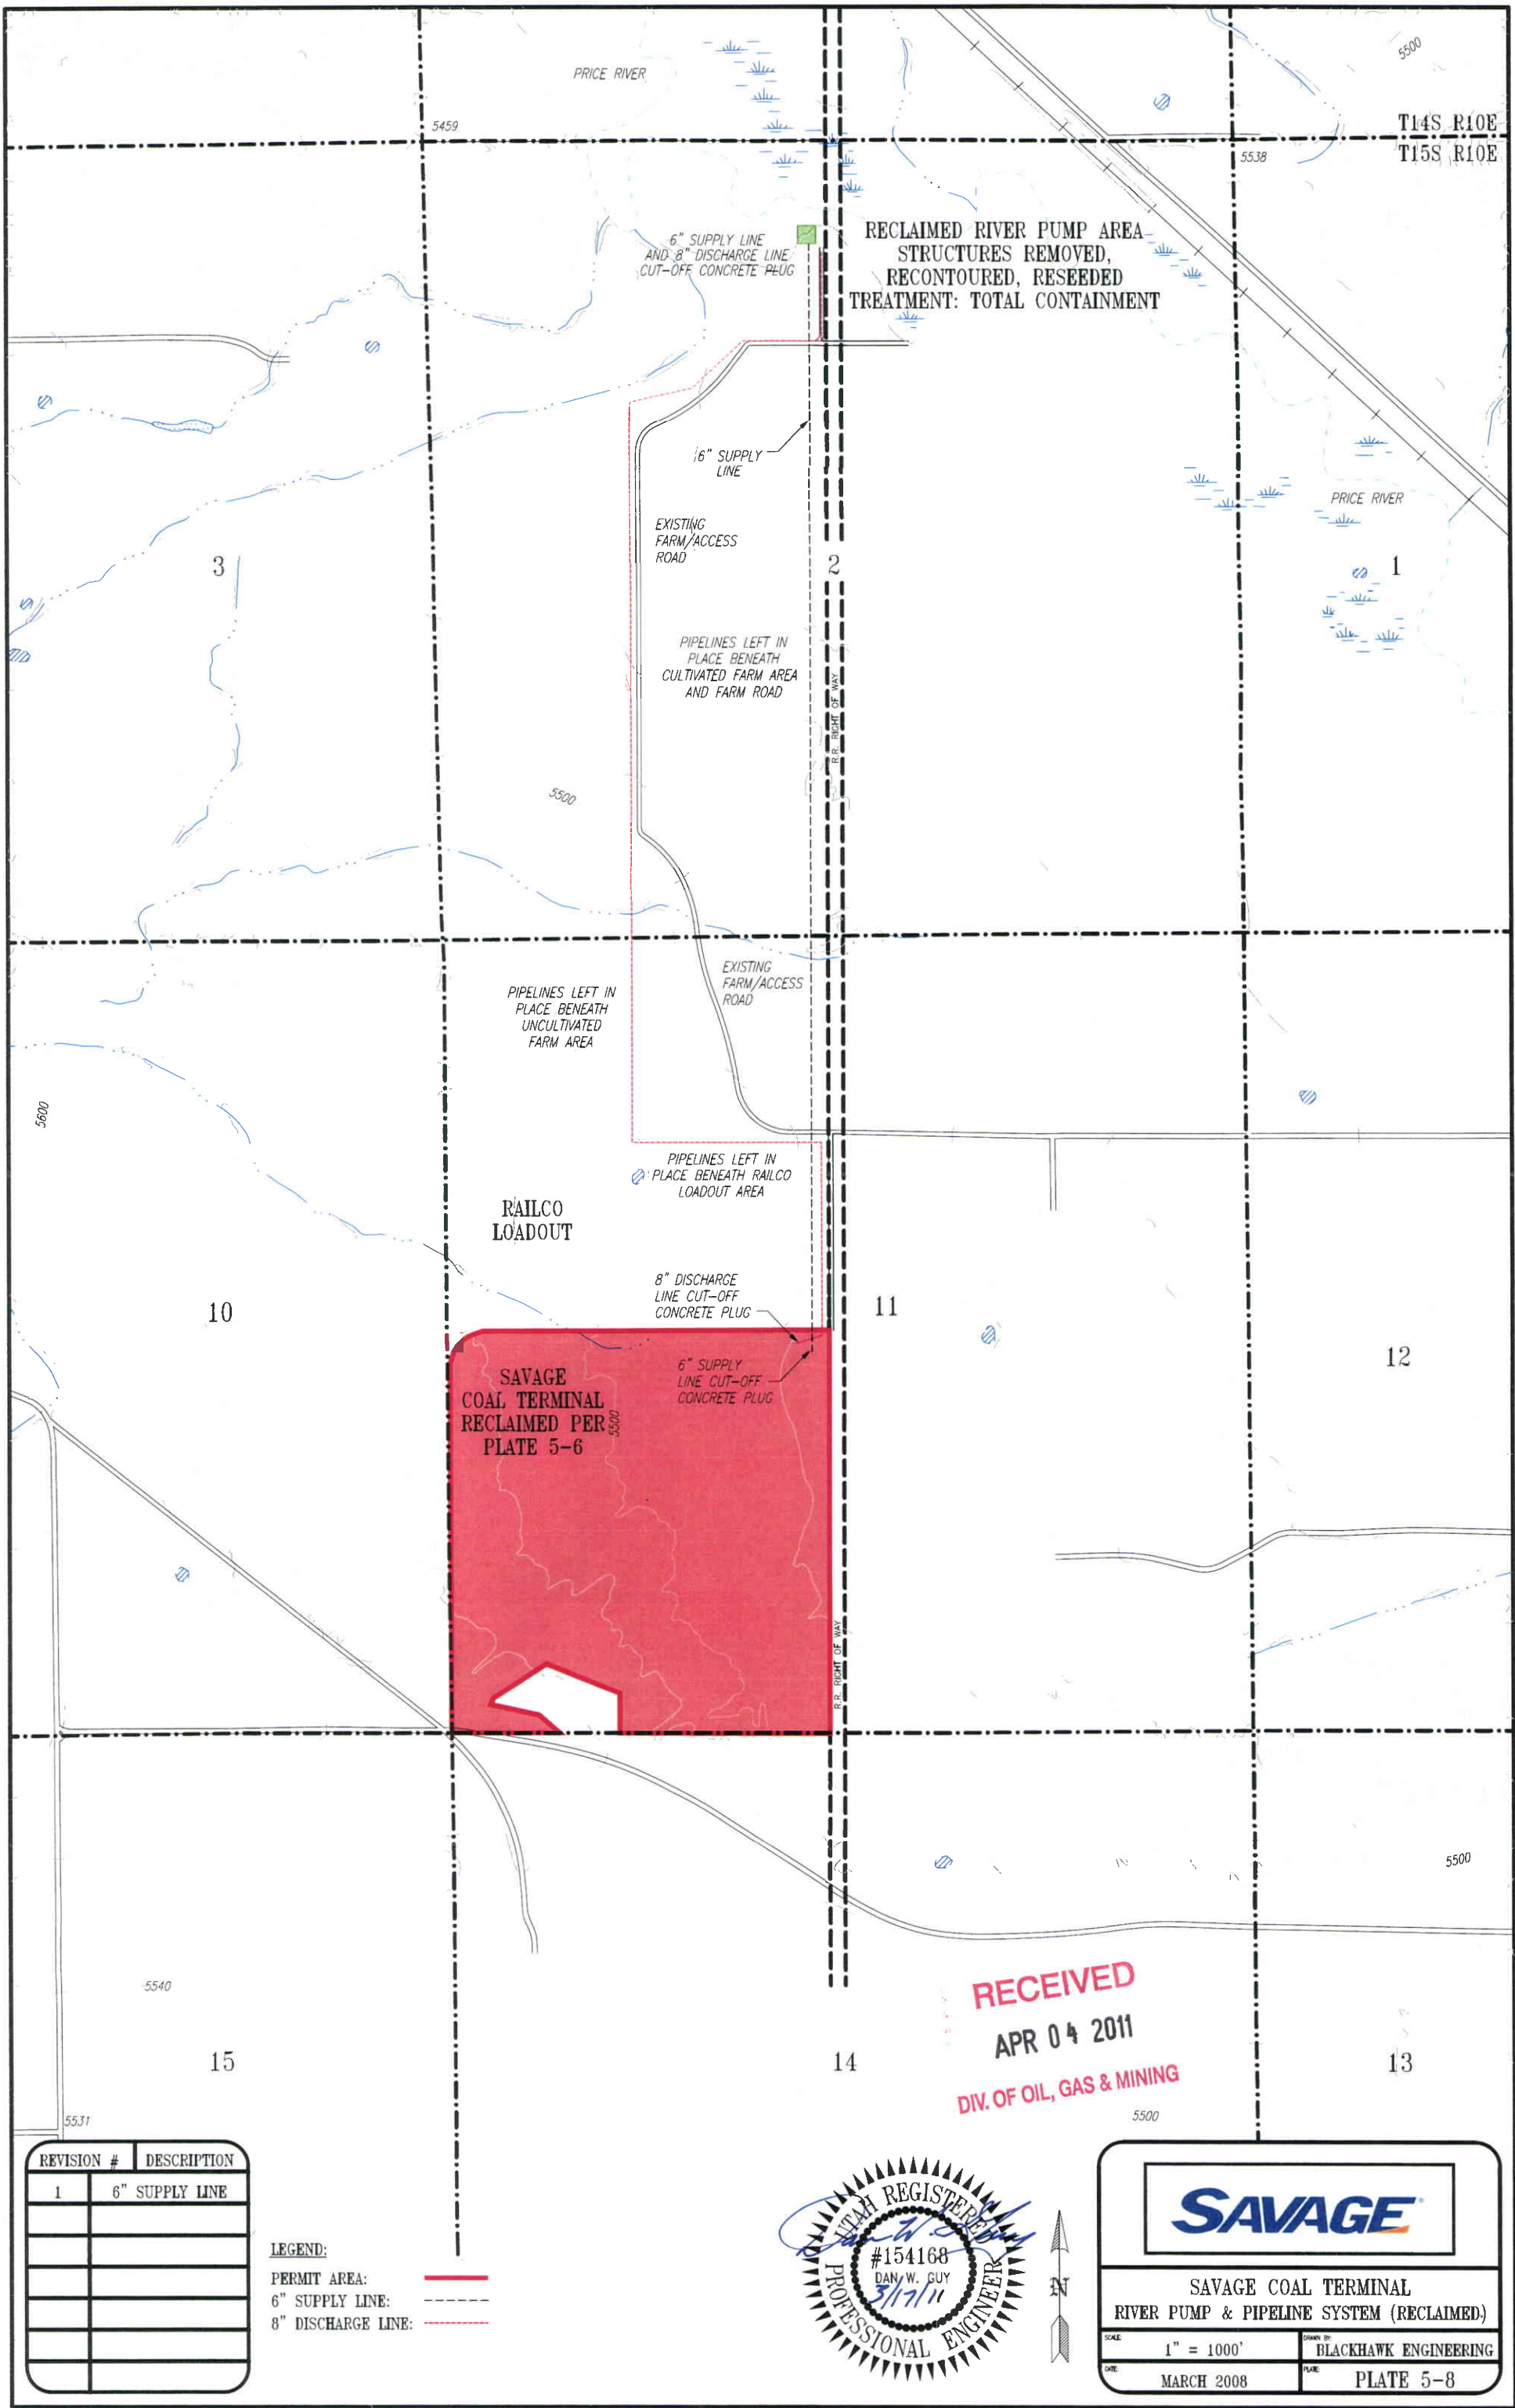 PRICE RIVER
5500
5459
T14S R10E
5538
T15S R10E
6" SUPPLY LINE
AND 8" DISCHARGE LINE
CUT-OFF CONCRETE PLUG
RECLAIMED RIVER PUMP AREA
STRUCTURES REMOVED,
RECONTOURED, RESEEDED
TREATMENT: TOTAL CONTAINMENT
6" SUPPLY
LINE
PRICE RIVER
EXISTING
FARM/ACCESS
ROAD
3
2
1
PIPELINES LEFT IN
PLACE BENEATH
CULTIVATED FARM AREA
AND FARM ROAD
R.R. RIGHT OF WAY
5500
EXISTING
FARM/ACCESS
ROAD
PIPELINES LEFT IN
PLACE BENEATH
UNCULTIVATED
FARM AREA
5600
PIPELINES LEFT IN
PLACE BENEATH RAILCO
LOADOUT AREA
RAILCO
LOADOUT
8" DISCHARGE
LINE CUT-OFF
CONCRETE PLUG
10
11
12
6" SUPPLY
LINE CUT-OFF
CONCRETE PLUG
SAVAGE
COAL TERMINAL
RECLAIMED PER
PLATE 5-6
5500
R.R. RIGHT OF WAY
5500
5540
RECEIVED
APR 04 2011
DIV. OF OIL, GAS & MINING
15
14
13
5531
5500
REVISION # DESCRIPTION
1 6" SUPPLY LINE
LEGEND:
PERMIT AREA:
6" SUPPLY LINE:
8" DISCHARGE LINE:
UTAH REGISTERED
#154168
DAN W. GUY
3/17/11
PROFESSIONAL ENGINEER
N
SAVAGE
SAVAGE COAL TERMINAL
RIVER PUMP & PIPELINE SYSTEM (RECLAIMED)
SCALE: 1" = 1000'
DRAWN BY: BLACKHAWK ENGINEERING
DATE: MARCH 2008
PLATE: PLATE 5-8